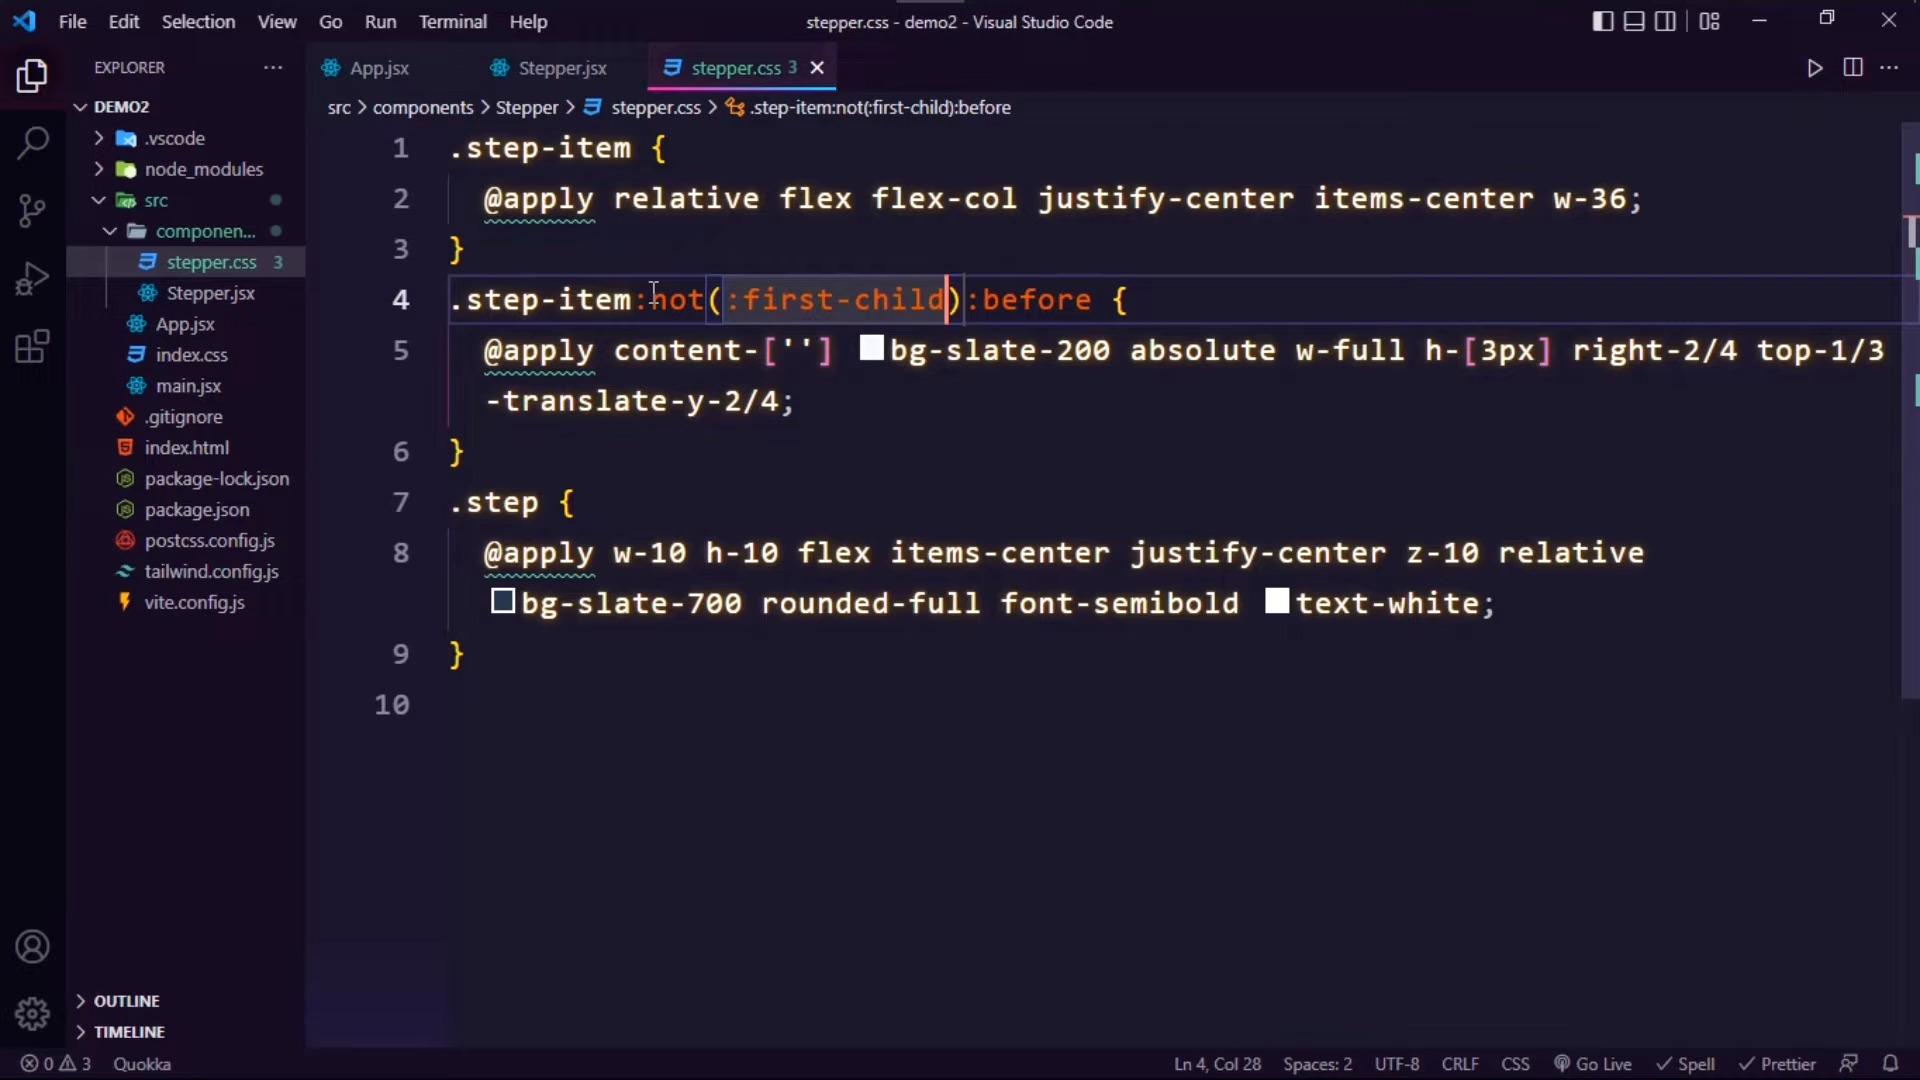 File Edit Selection View Go Run Terminal Help
stepper.css - demo2 - Visual Studio Code
EXPLORER
App.jsx
Stepper.jsx
stepper.css 3
DEMO2
.vscode
node_modules
src
componen...
stepper.css 3
Stepper.jsx
App.jsx
index.css
main.jsx
.gitignore
index.html
package-lock.json
package.json
postcss.config.js
tailwind.config.js
vite.config.js
OUTLINE
TIMELINE
src > components > Stepper > stepper.css > .step-item:not(:first-child):before
1 .step-item {
2 @apply relative flex flex-col justify-center items-center w-36;
3 }
4 .step-item:not(:first-child):before {
5 @apply content-[''] bg-slate-200 absolute w-full h-[3px] right-2/4 top-1/3
-translate-y-2/4;
6 }
7 .step {
8 @apply w-10 h-10 flex items-center justify-center z-10 relative
bg-slate-700 rounded-full font-semibold text-white;
9 }
10
0 3 Quokka
Ln 4, Col 28 Spaces: 2 UTF-8 CRLF CSS Go Live Spell Prettier